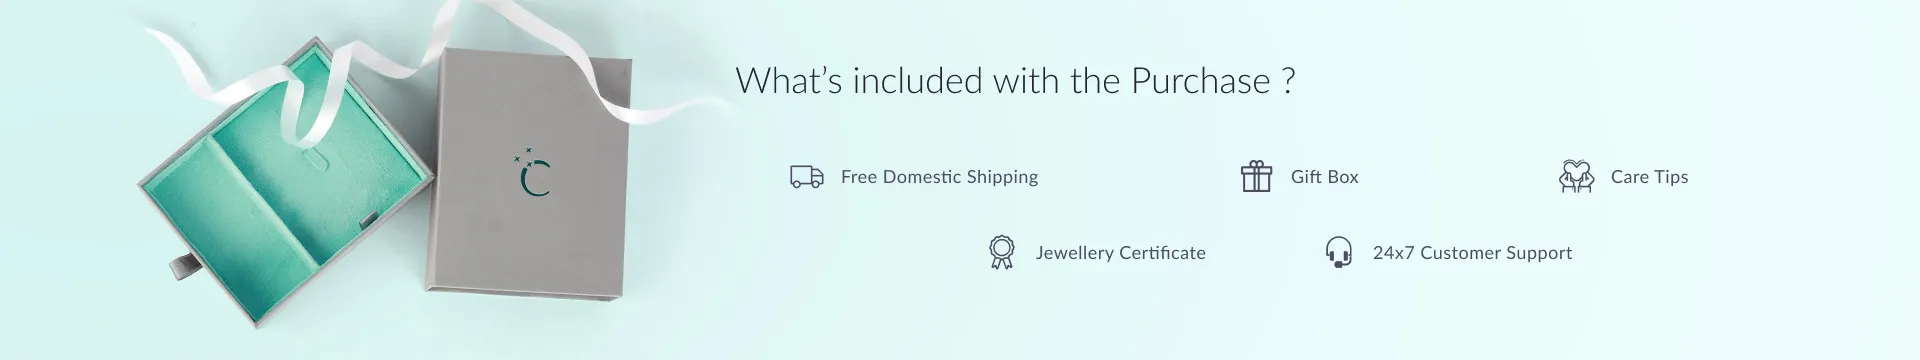 What's included with the Purchase ?
Free Domestic Shipping
Gift Box
Care Tips
Jewellery Certificate
24x7 Customer Support